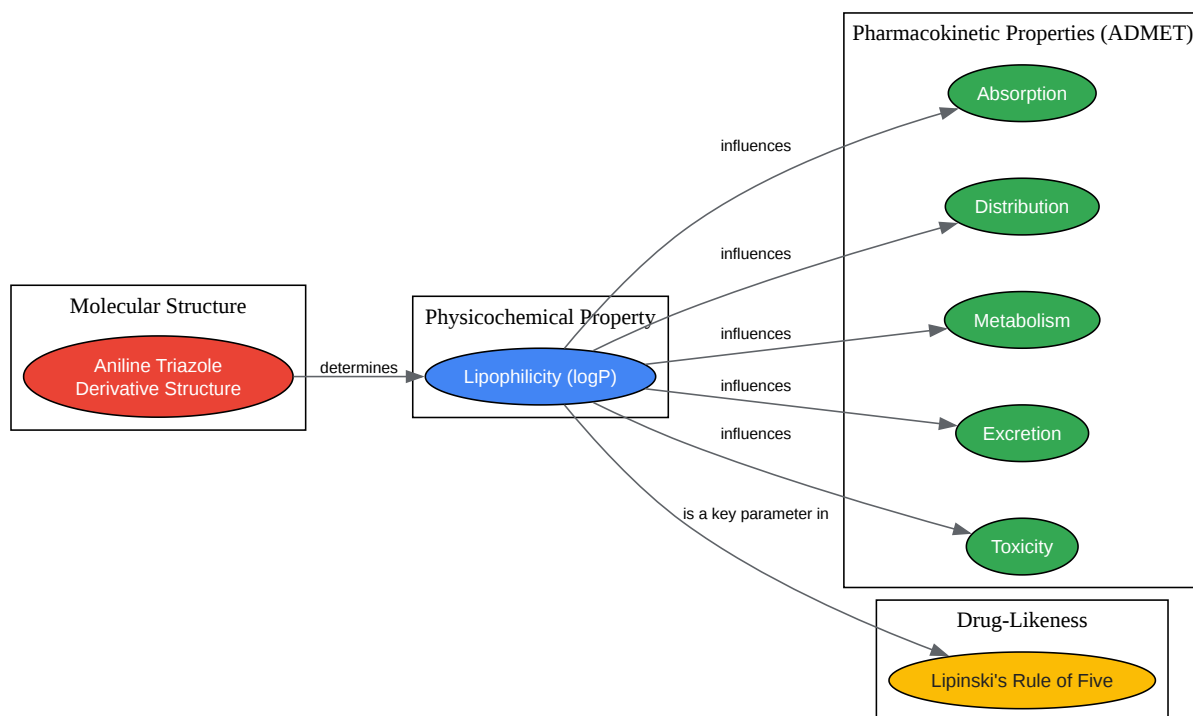 Pharmacokinetic Properties (ADMET)
Absorption
influences
Distribution
influences
Molecular Structure
Physicochemical Property
Metabolism
influences
Aniline Triazole
Derivative Structure
determines
Lipophilicity (logP)
influences
Excretion
influences
is a key parameter in
Toxicity
Drug-Likeness
Lipinski's Rule of Five